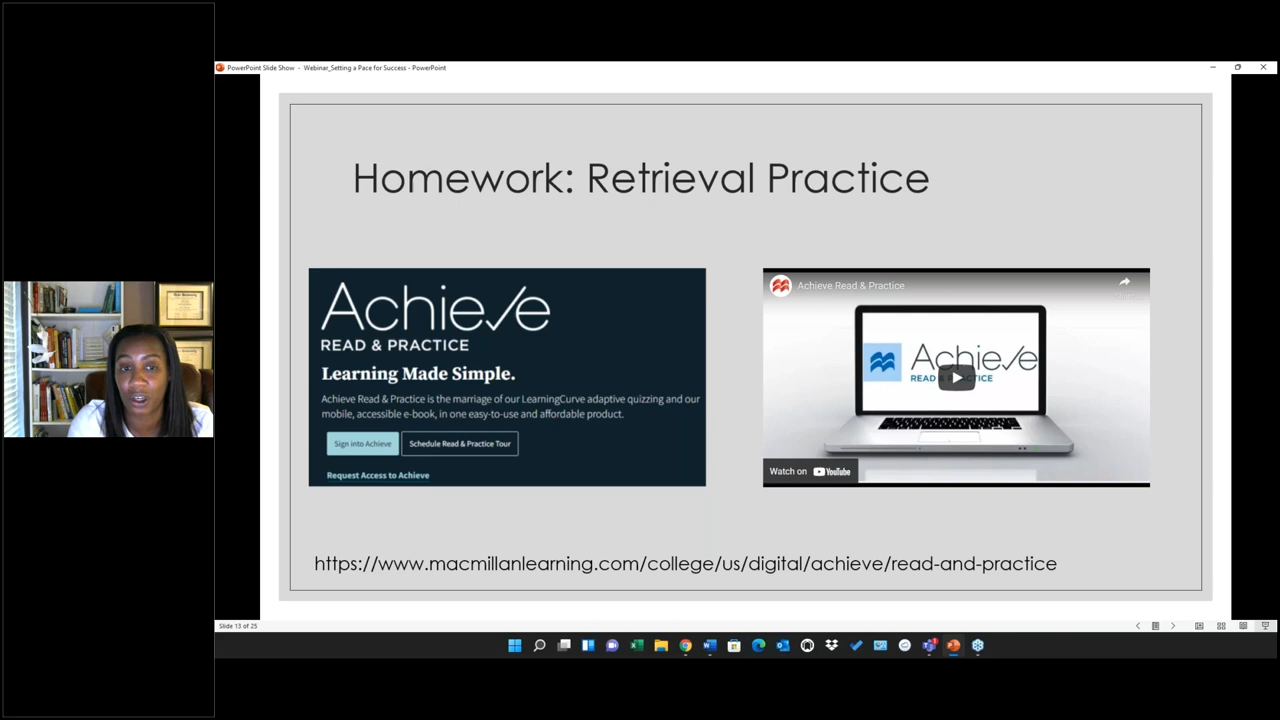 PowerPoint Slide Show - Webinar_Setting a Pace for Success - PowerPoint
Homework: Retrieval Practice
Achieve
READ & PRACTICE
Learning Made Simple.
Achieve Read & Practice is the marriage of our LearningCurve adaptive quizzing and our
mobile, accessible e-book, in one easy-to-use and affordable product.
Sign into Achieve
Schedule Read & Practice Tour
Request Access to Achieve
Achieve Read & Practice
Achieve
READ & PRACTICE
Watch on YouTube
https://www.macmillanlearning.com/college/us/digital/achieve/read-and-practice
Slide 13 of 25